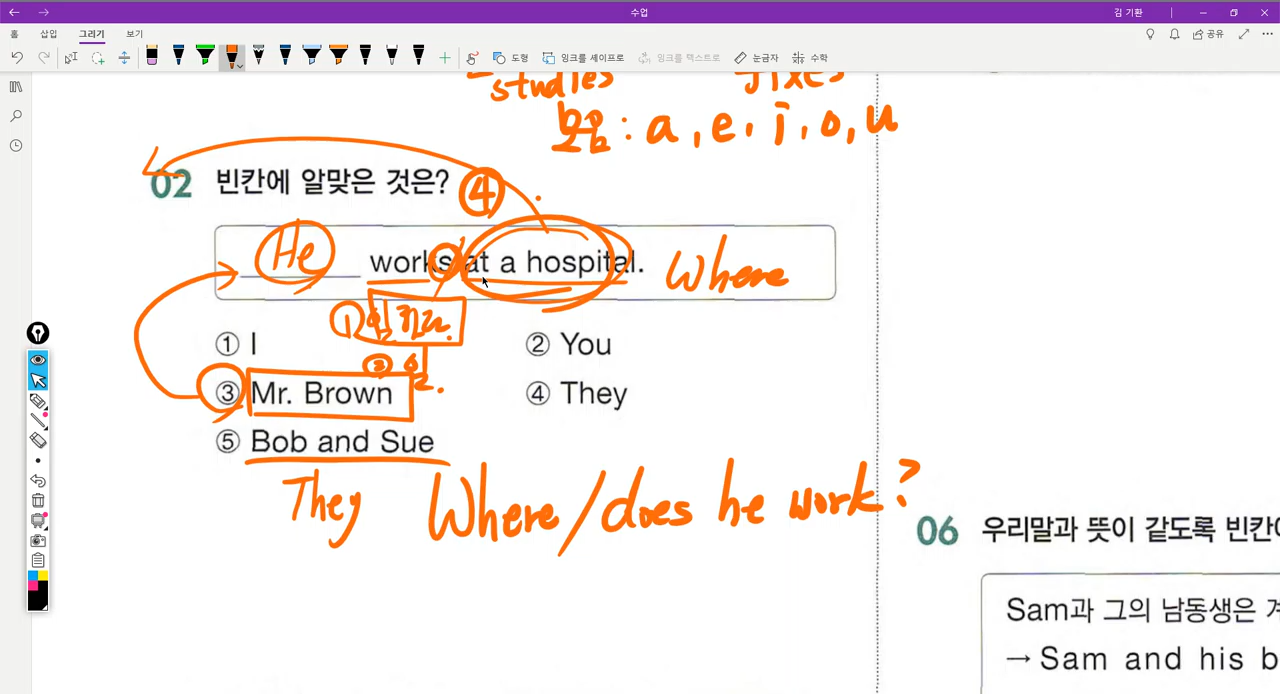 수업
김 기환
홈 삽입 그리기 보기
공유
도형 잉크를 셰이프로 잉크를 텍스트로 눈금자 수학
studies fixes
모음 : a, e, i, o, u
02 빈칸에 알맞은 것은? ④
He works at a hospital. Where
①
① I ② You
②
③ Mr. Brown ④ They
⑤ Bob and Sue
They Where / does he work?
06 우리말과 뜻이 같도록 빈칸에
Sam과 그의 남동생은
→ Sam and his b